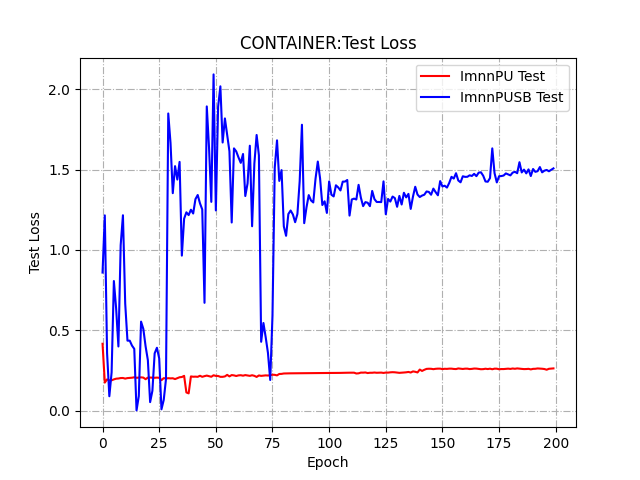 CONTAINER:Test Loss
ImnnPU Test
ImnnPUSB Test
Test Loss
2.0
1.5
1.0
0.5
0.0
0 25 50 75 100 125 150 175 200
Epoch